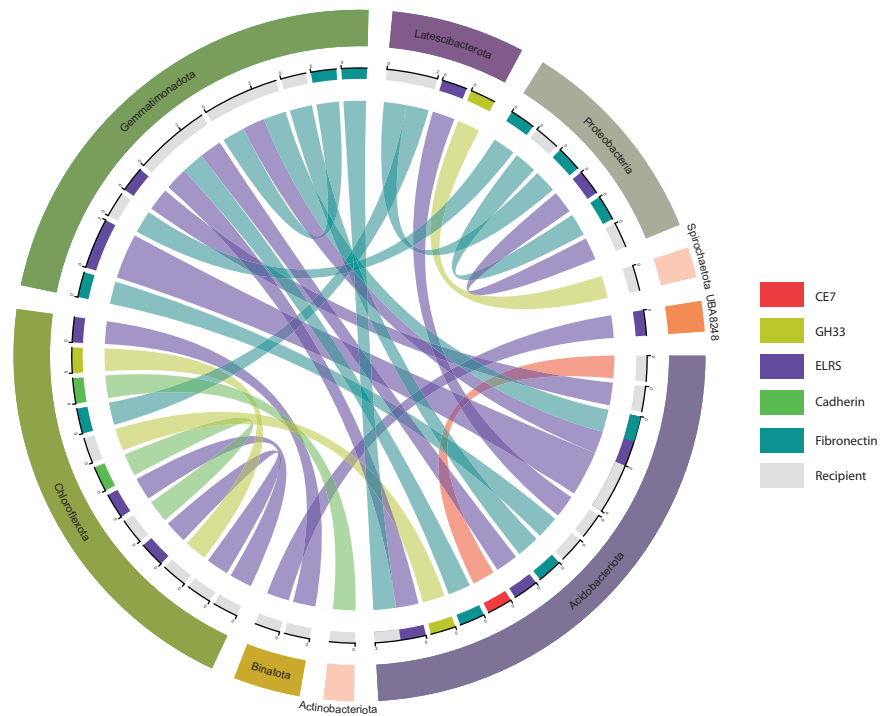 Latescibacterota
Gemmatimonadota
Proteobacteria
Spirochaetota
UBA8248
CE7
GH33
ELRS
Cadherin
Fibronectin
Recipient
Chloroflexota
Acidobacteriota
Binatota
Actinobacteriota